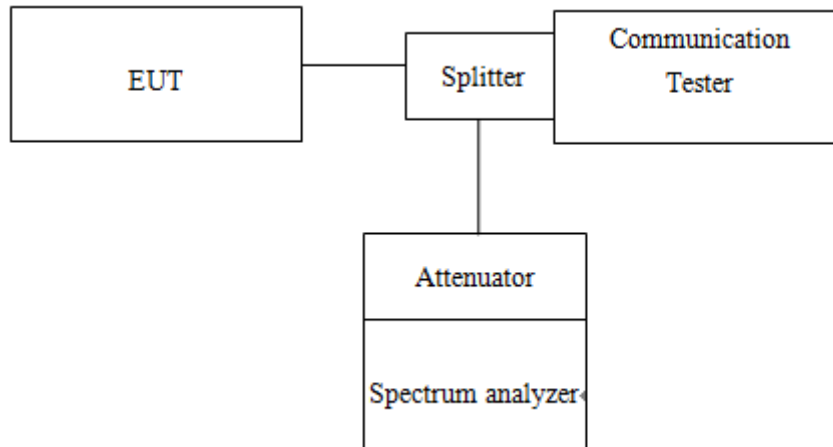 EUT
Splitter
Communication
Tester
Attenuator
Spectrum analyzer